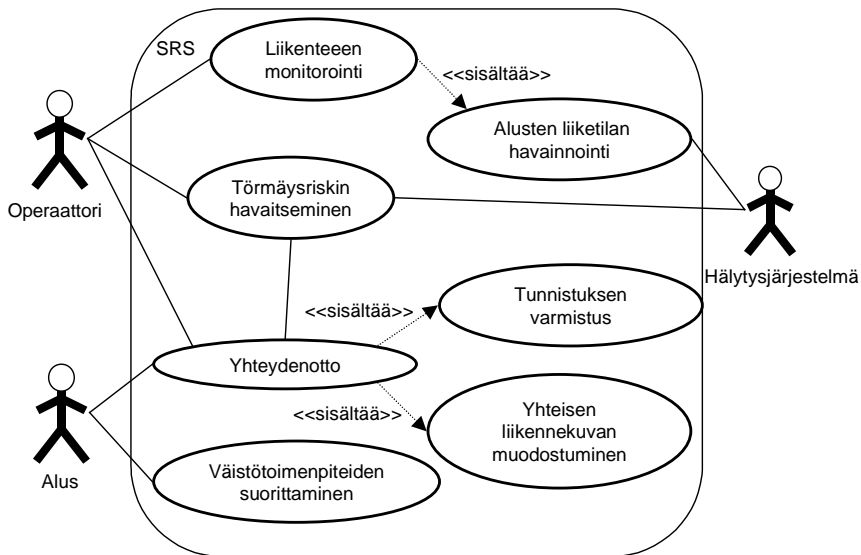 SRS
Liikenteeen
monitorointi
<<sisältää>>
Alusten liiketilan
havainnointi
Operaattori
Törmäysriskin
havaitseminen
Hälytysjärjestelmä
<<sisältää>>
Tunnistuksen
varmistus
Yhteydenotto
<<sisältää>>
Yhteisen
liikennekuvan
muodostuminen
Alus
Väistötoimenpiteiden
suorittaminen